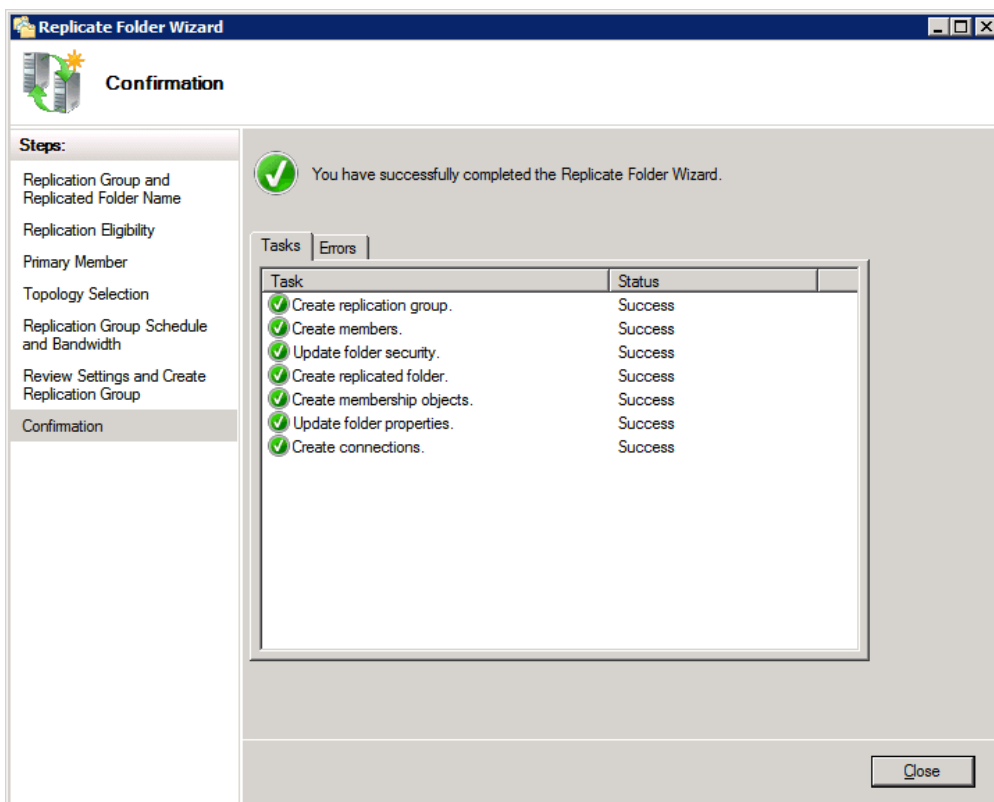 Replicate Folder Wizard
Confirmation
Steps:
Replication Group and
Replicated Folder Name
Replication Eligibility
Primary Member
Topology Selection
Replication Group Schedule
and Bandwidth
Review Settings and Create
Replication Group
Confirmation
You have successfully completed the Replicate Folder Wizard.
Tasks Errors
Task Status
Create replication group. Success
Create members. Success
Update folder security. Success
Create replicated folder. Success
Create membership objects. Success
Update folder properties. Success
Create connections. Success
Close